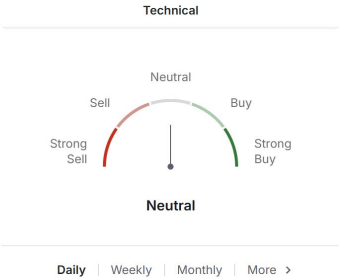 Technical
Neutral
Sell
Buy
Strong
Sell
Strong
Buy
Neutral
Daily Weekly Monthly More >